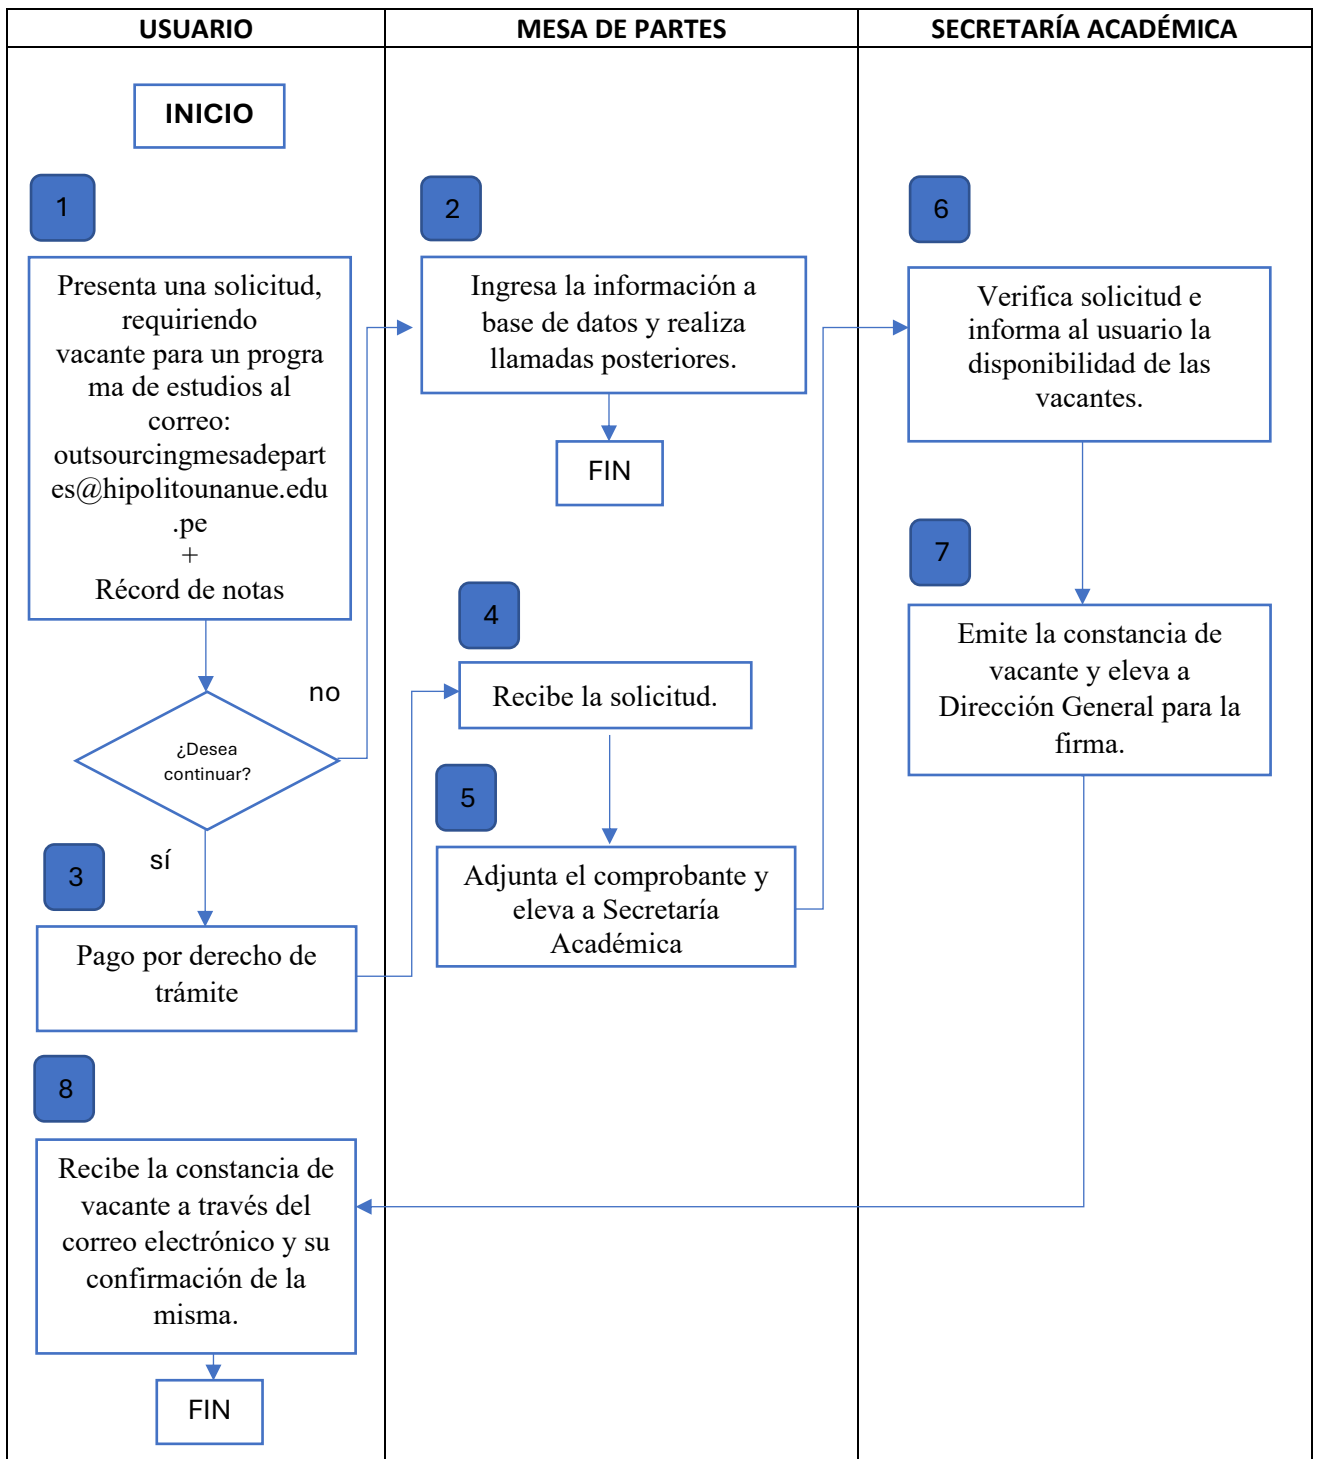 USUARIO
MESA DE PARTES
SECRETARÍA ACADÉMICA
INICIO
1
Presenta una solicitud,
requiriendo
vacante para un progra
ma de estudios al
correo:
outsourcingmesadepart
es@hipolitounanue.edu
.pe
+
Récord de notas
¿Desea
continuar?
no
sí
2
Ingresa la información a
base de datos y realiza
llamadas posteriores.
FIN
3
Pago por derecho de
trámite
4
Recibe la solicitud.
5
Adjunta el comprobante y
eleva a Secretaría
Académica
6
Verifica solicitud e
informa al usuario la
disponibilidad de las
vacantes.
7
Emite la constancia de
vacante y eleva a
Dirección General para la
firma.
8
Recibe la constancia de
vacante a través del
correo electrónico y su
confirmación de la
misma.
FIN